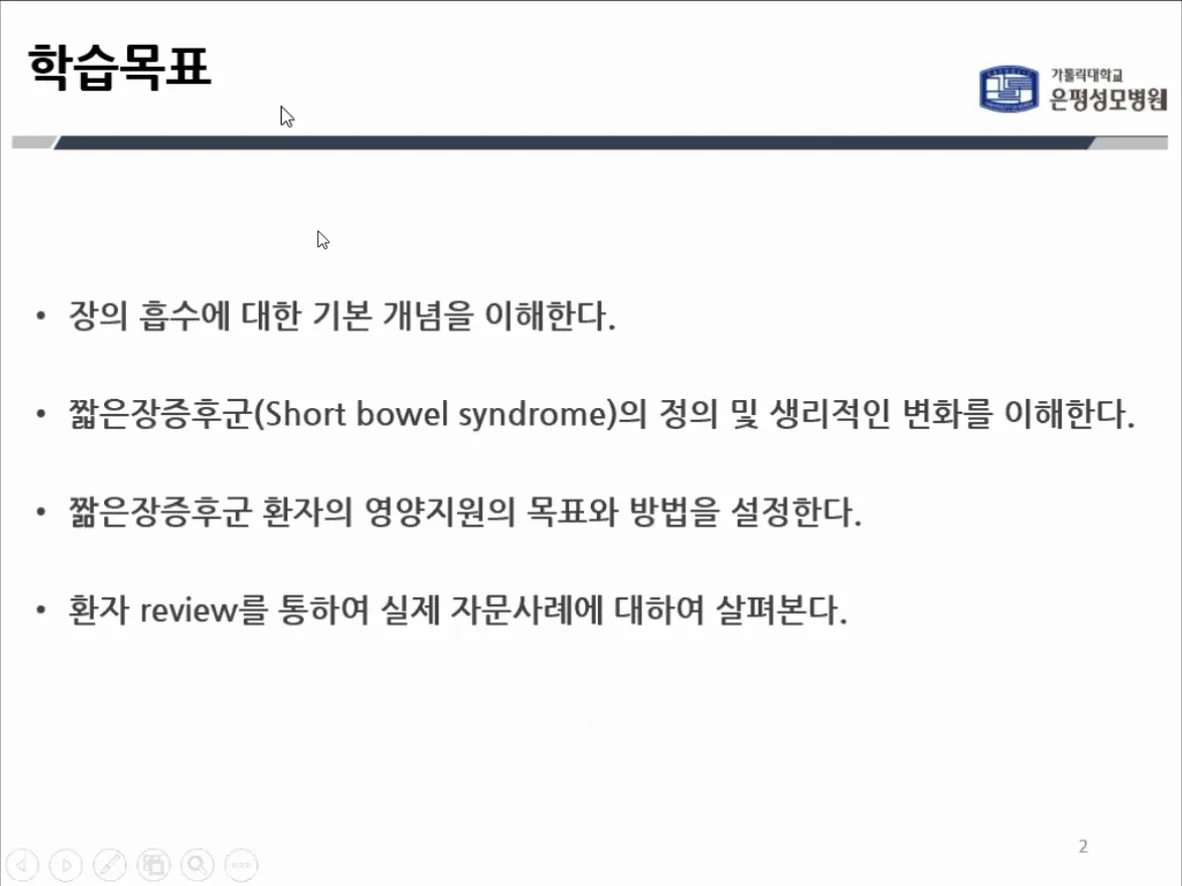 학습목표
가톨릭대학교
은평성모병원
• 장의 흡수에 대한 기본 개념을 이해한다.
• 짧은장증후군(Short bowel syndrome)의 정의 및 생리적인 변화를 이해한다.
• 짧은장증후군 환자의 영양지원의 목표와 방법을 설정한다.
• 환자 review를 통하여 실제 자문사례에 대하여 살펴본다.
2